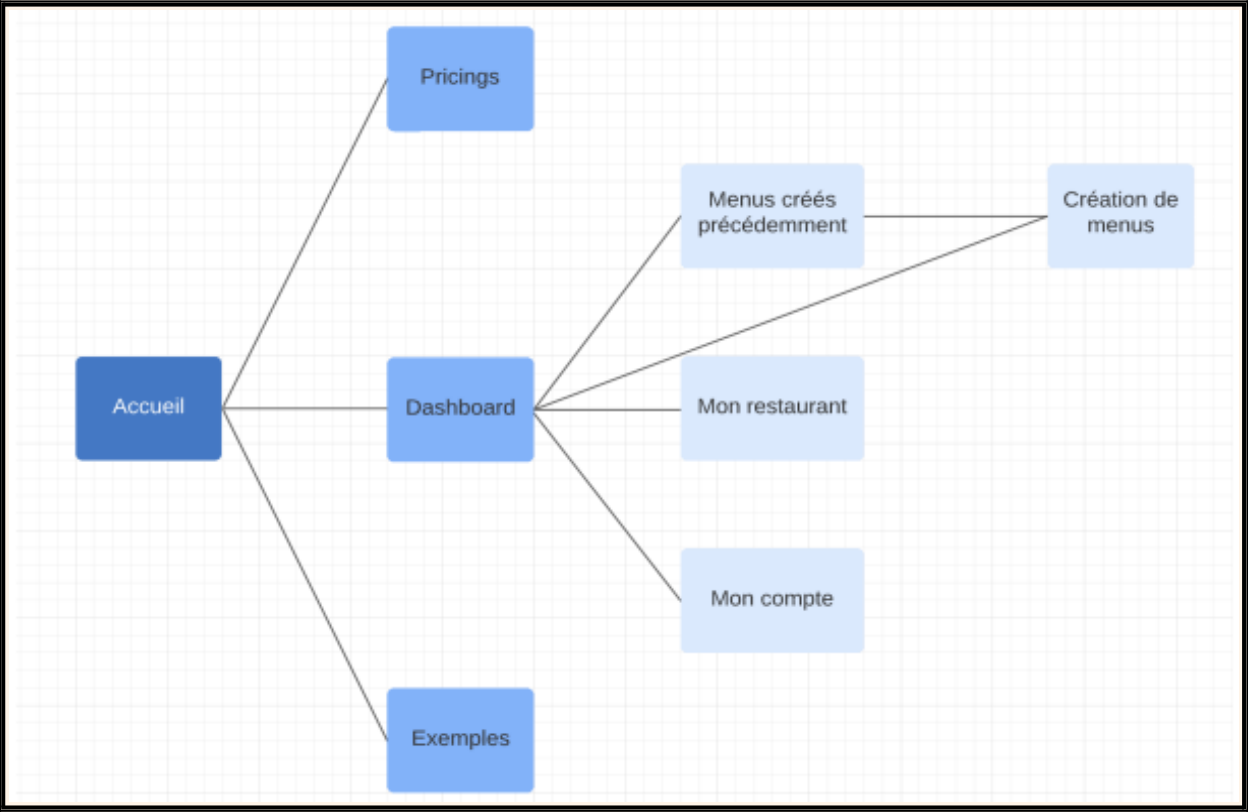 Pricings
Menus créés
précédemment
Création de
menus
Accueil
Dashboard
Mon restaurant
Mon compte
Exemples